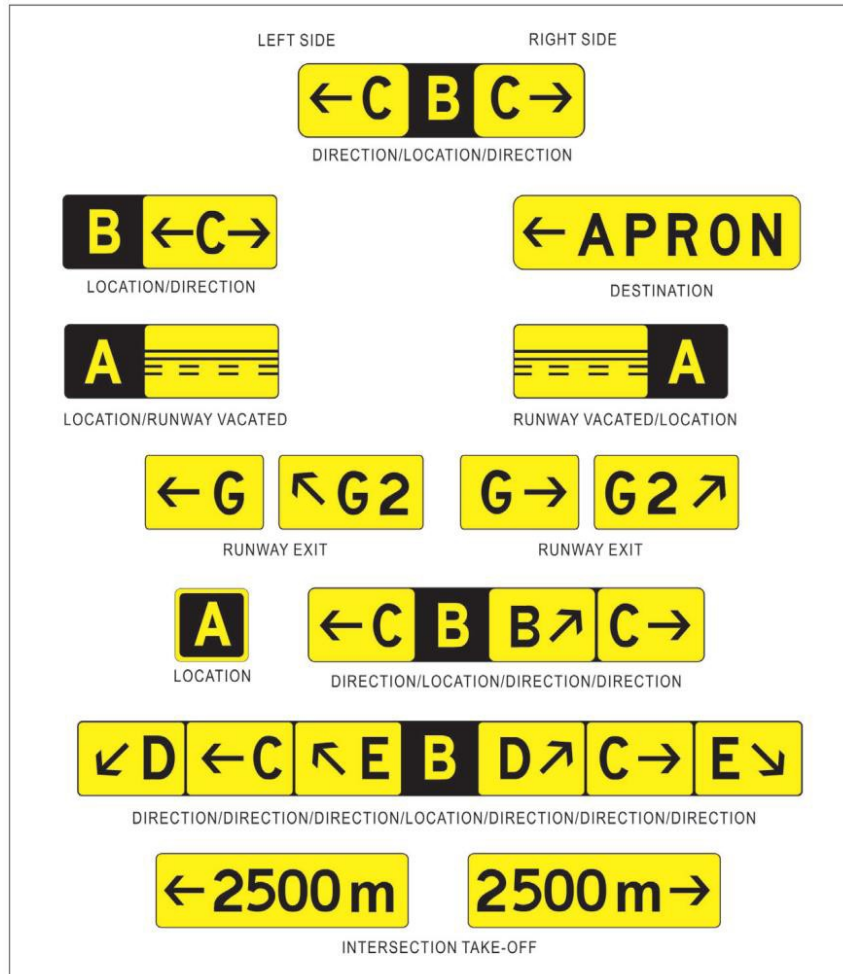 LEFT SIDE RIGHT SIDE
←C B C→
DIRECTION/LOCATION/DIRECTION
B ←C→ ←APRON
LOCATION/DIRECTION DESTINATION
A A
LOCATION/RUNWAY VACATED RUNWAY VACATED/LOCATION
←G ↖G2 G→ G2↗
RUNWAY EXIT RUNWAY EXIT
A ←C B B↗ C→
LOCATION DIRECTION/LOCATION/DIRECTION/DIRECTION
↙D ←C ↖E B D↗ C→ E↘
DIRECTION/DIRECTION/DIRECTION/LOCATION/DIRECTION/DIRECTION/DIRECTION
←2500m 2500m→
INTERSECTION TAKE-OFF